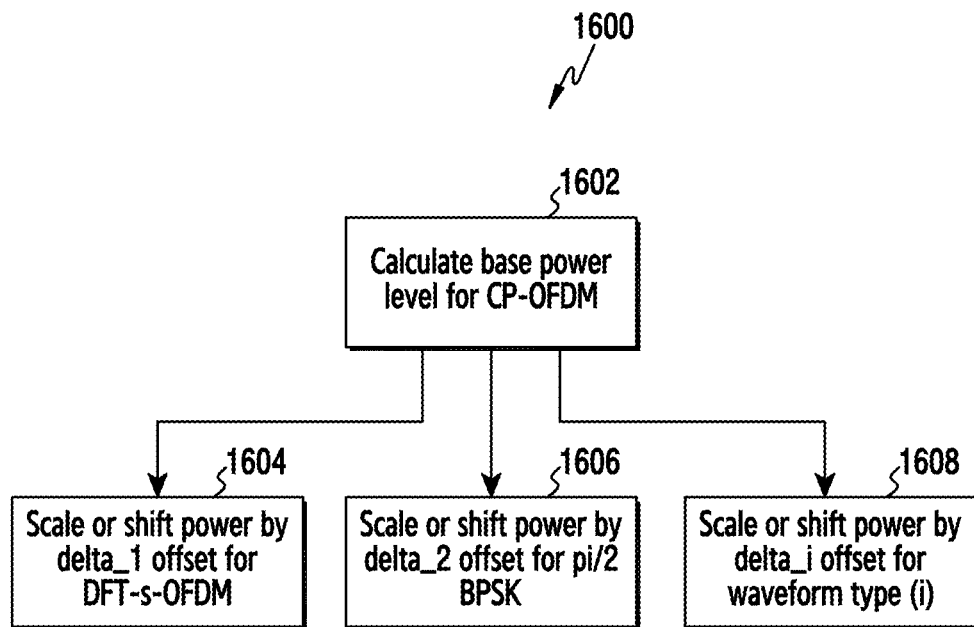 1600
1602
Calculate base power
level for CP-OFDM
1604
Scale or shift power by
delta_1 offset for
DFT-s-OFDM
1606
Scale or shift power by
delta_2 offset for pi/2
BPSK
1608
Scale or shift power by
delta_i offset for
waveform type (i)